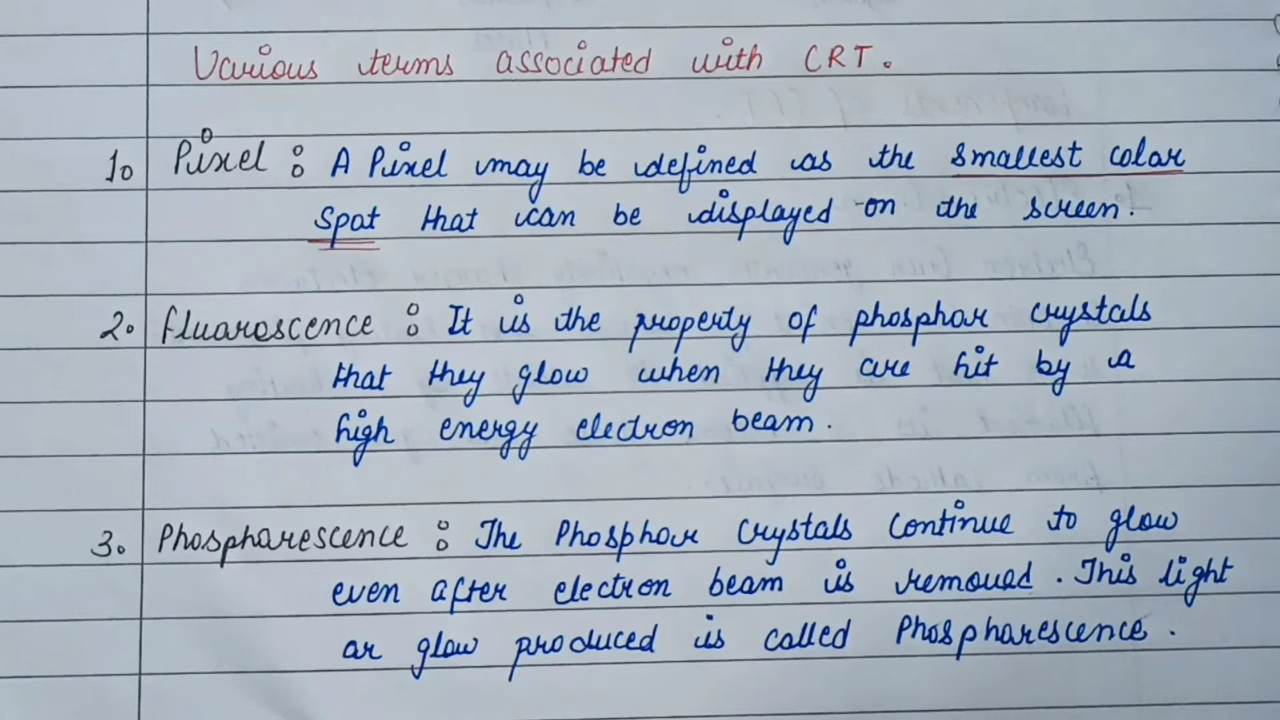 Various terms associated with CRT.
1. Pixel : A Pixel may be defined as the smallest color
spot that can be displayed on the screen.
2. fluoroscence : It is the property of phosphor crystals
that they glow when they are hit by a
high energy electron beam.
3. Phosphorescence : The Phosphor Crystals Continue to glow
even after electron beam is removed. This light
or glow produced is called Phosphorescence.